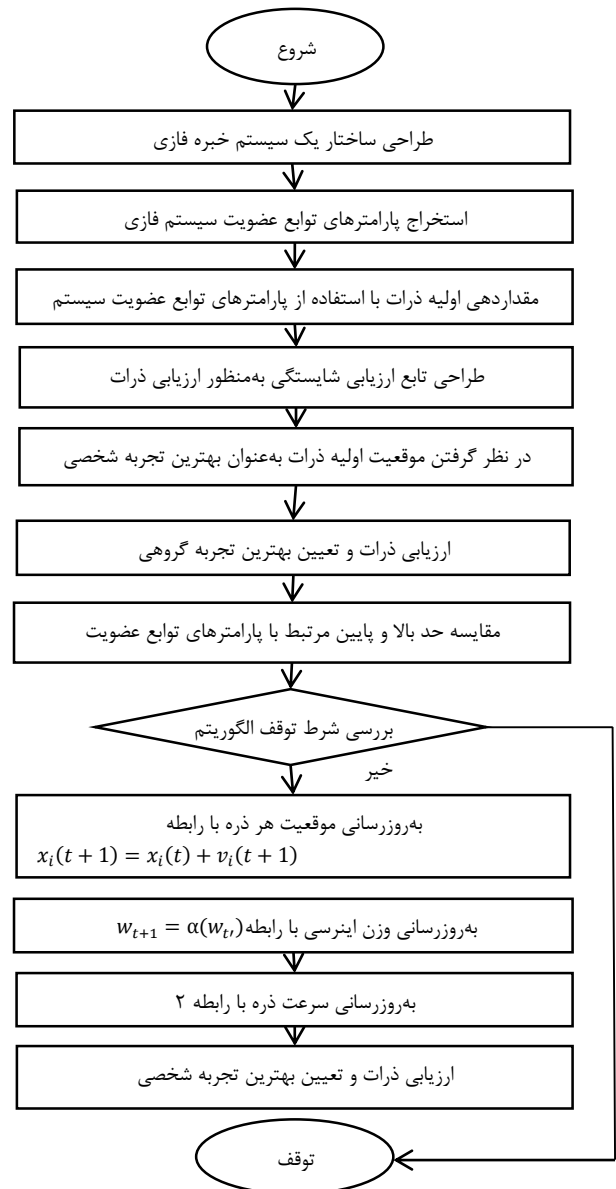 شروع
طراحی ساختار یک سیستم خبره فازی
استخراج پارامترهای توابع عضویت سیستم فازی
مقداردهی اولیه ذرات با استفاده از پارامترهای توابع عضویت سیستم
طراحی تابع ارزیابی شایستگی به‌منظور ارزیابی ذرات
در نظر گرفتن موقعیت اولیه ذرات به‌عنوان بهترین تجربه شخصی
ارزیابی ذرات و تعیین بهترین تجربه گروهی
مقایسه حد بالا و پایین مرتبط با پارامترهای توابع عضویت
بررسی شرط توقف الگوریتم
خیر
به‌روزرسانی موقعیت هر ذره با رابطه
x_i(t + 1) = x_i(t) + v_i(t + 1)
به‌روزرسانی وزن اینرسی با رابطه w_{t+1} = α(w_{t′})
به‌روزرسانی سرعت ذره با رابطه ۲
ارزیابی ذرات و تعیین بهترین تجربه شخصی
توقف